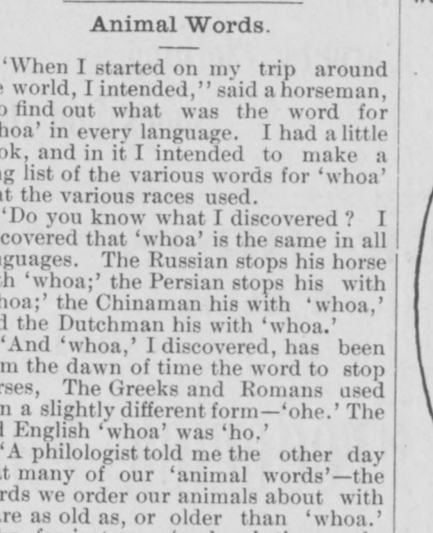 Animal Words.
'When I started on my trip around
world, I intended,'' said a horseman,
find out what was the word for
hoa' in every language. I had a little
ok, and in it I intended to make a
g list of the various words for 'whoa'
at the various races used.
'Do you know what I discovered? I
covered that 'whoa' is the same in all
guages. The Russian stops his horse
h 'whoa;' the Persian stops his with
hoa;' the Chinaman his with 'whoa,'
d the Dutchman his with 'whoa.'
'And 'whoa,' I discovered, has been
m the dawn of time the word to stop
rses, The Greeks and Romans used
n a slightly different form—'ohe.' The
d English 'whoa' was 'ho.'
'A philologist told me the other day
at many of our 'animal words'—the
rds we order our animals about with
re as old as, or older than 'whoa.'